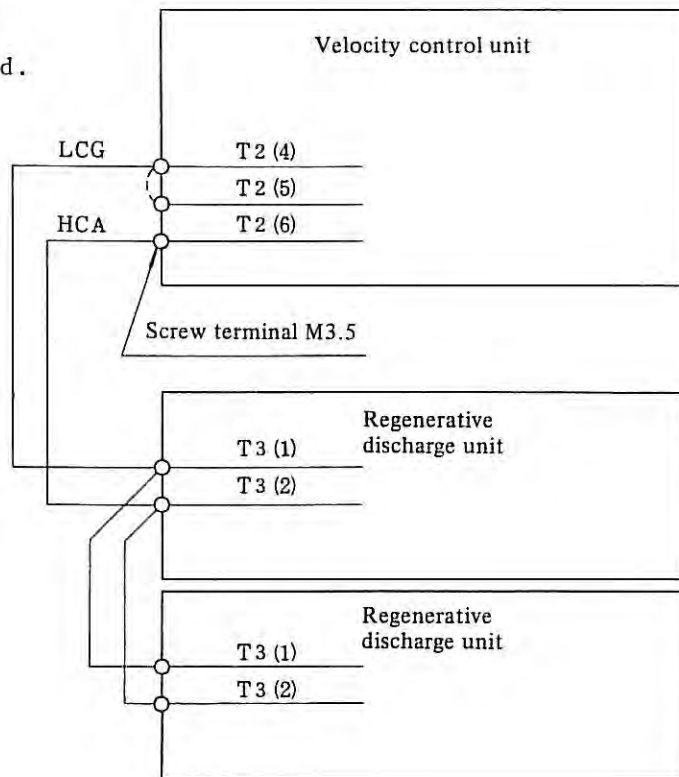 Velocity control unit
d.
LCG
T2 (4)
T2 (5)
HCA
T2 (6)
Screw terminal M3.5
Regenerative
discharge unit
T3 (1)
T3 (2)
Regenerative
discharge unit
T3 (1)
T3 (2)